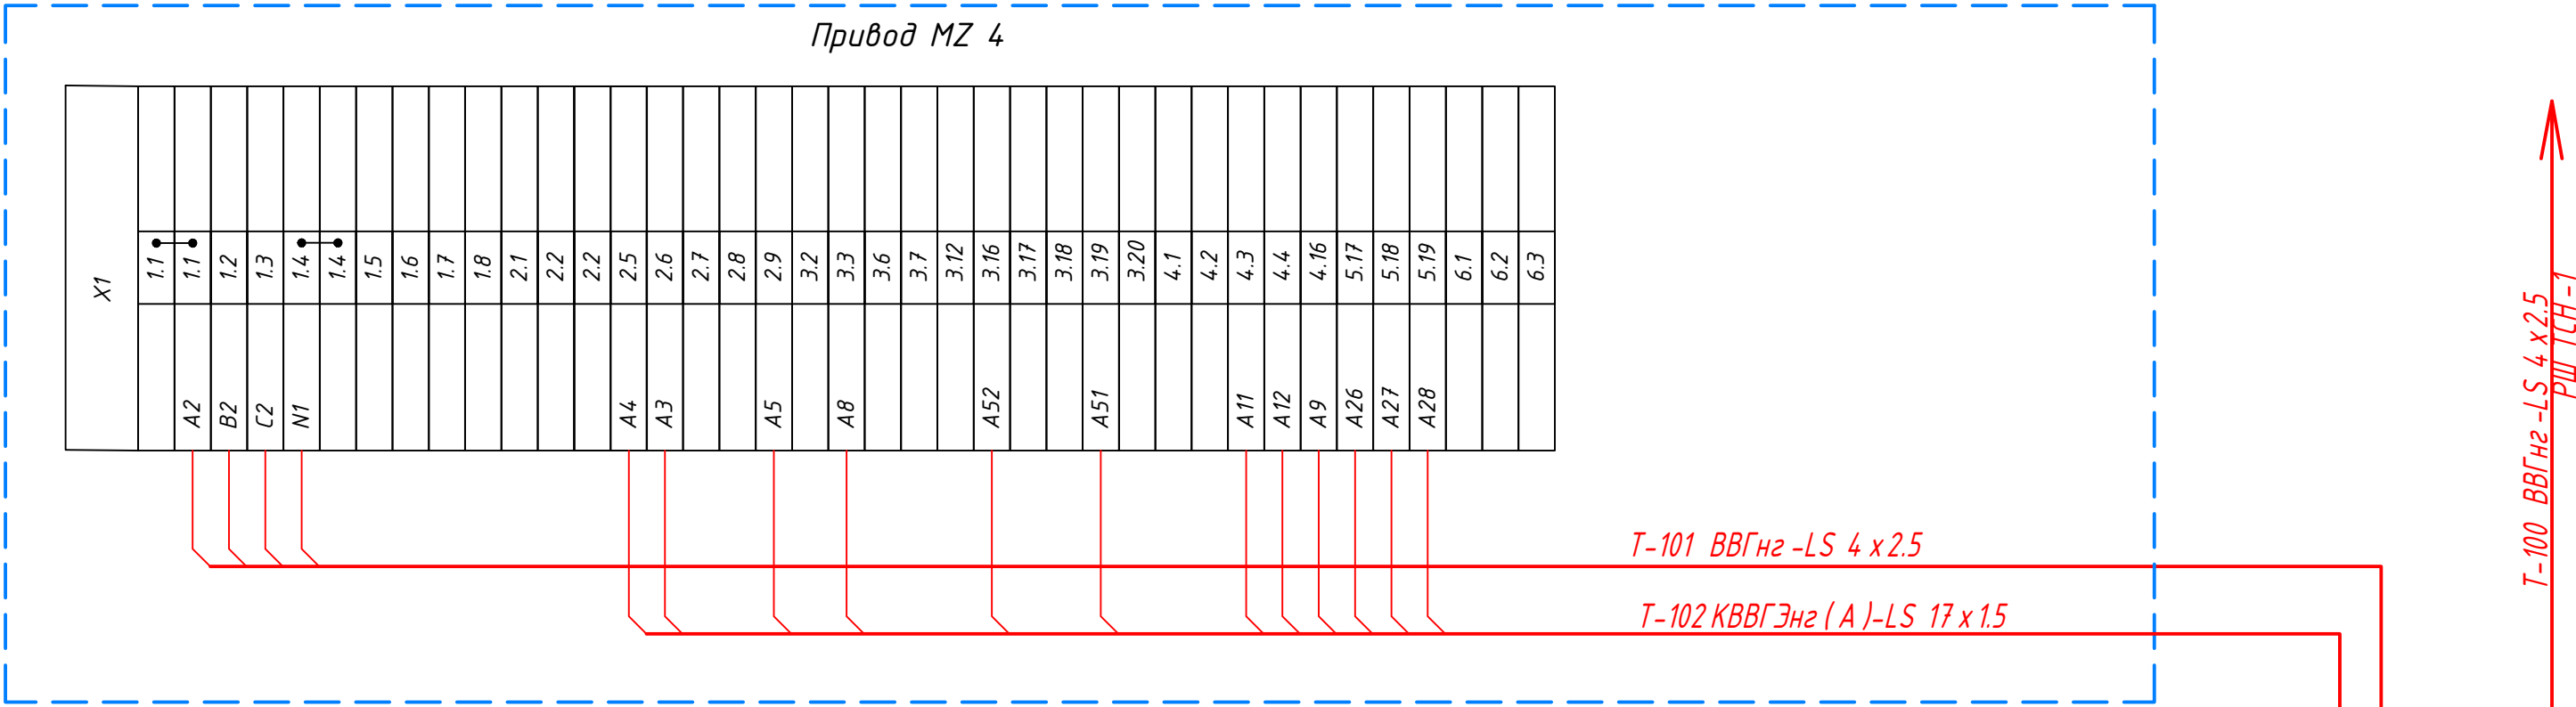 Привод MZ 4
X1
1.1 1.1 1.2 1.3 1.4 1.4 1.5 1.6 1.7 1.8 2.1 2.2 2.2 2.5 2.6 2.7 2.8 2.9 3.2 3.3 3.6 3.7 3.12 3.16 3.17 3.18 3.19 3.20 4.1 4.2 4.3 4.4 4.16 5.17 5.18 5.19 6.1 6.2 6.3
A2 B2 C2 N1 A4 A3 A5 A8 A52 A51 A11 A12 A9 A26 A27 A28
Т-101 ВВГнг-LS 4x2.5
Т-102 КВВГЭнг(А)-LS 17x1.5
Т-100 ВВГнг-LS 4x2.5
РШ ТСН-1